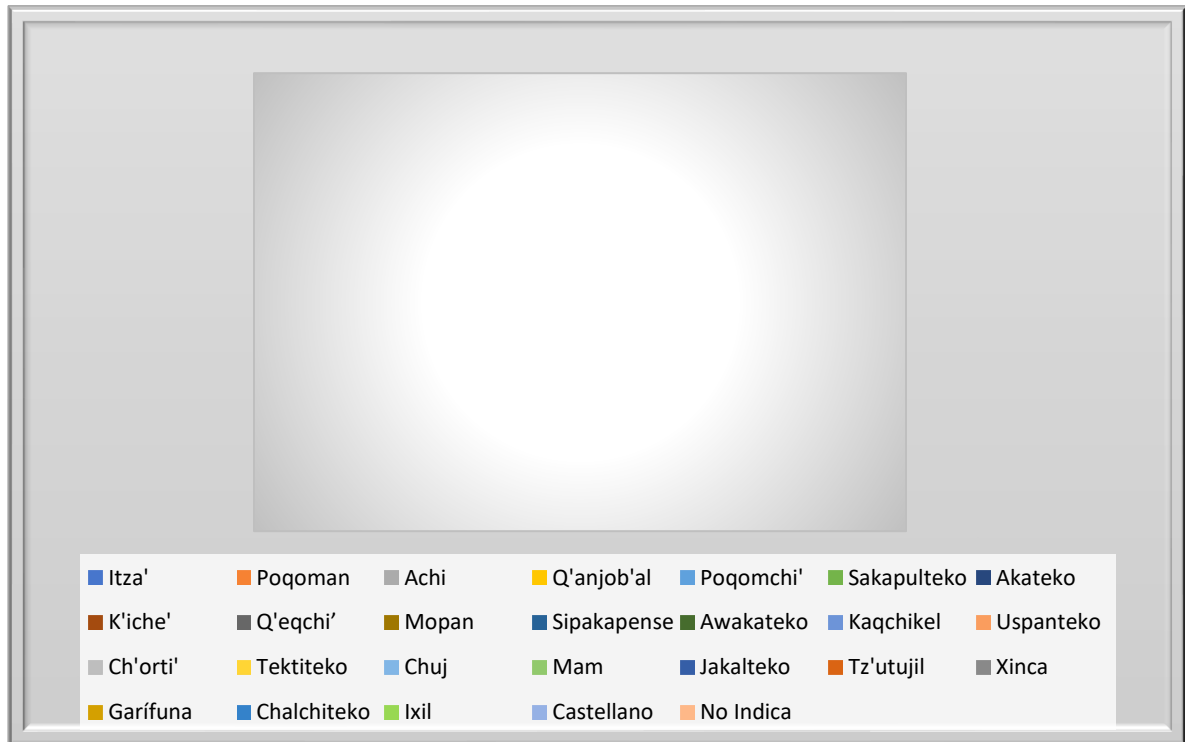 Itza' Poqoman Achi Q'anjob'al Poqomchi' Sakapulteko Akateko
K'iche' Q'eqchi’ Mopan Sipakapense Awakateko Kaqchikel Uspanteko
Ch'orti' Tektiteko Chuj Mam Jakalteko Tz'utujil Xinca
Garífuna Chalchiteko Ixil Castellano No Indica